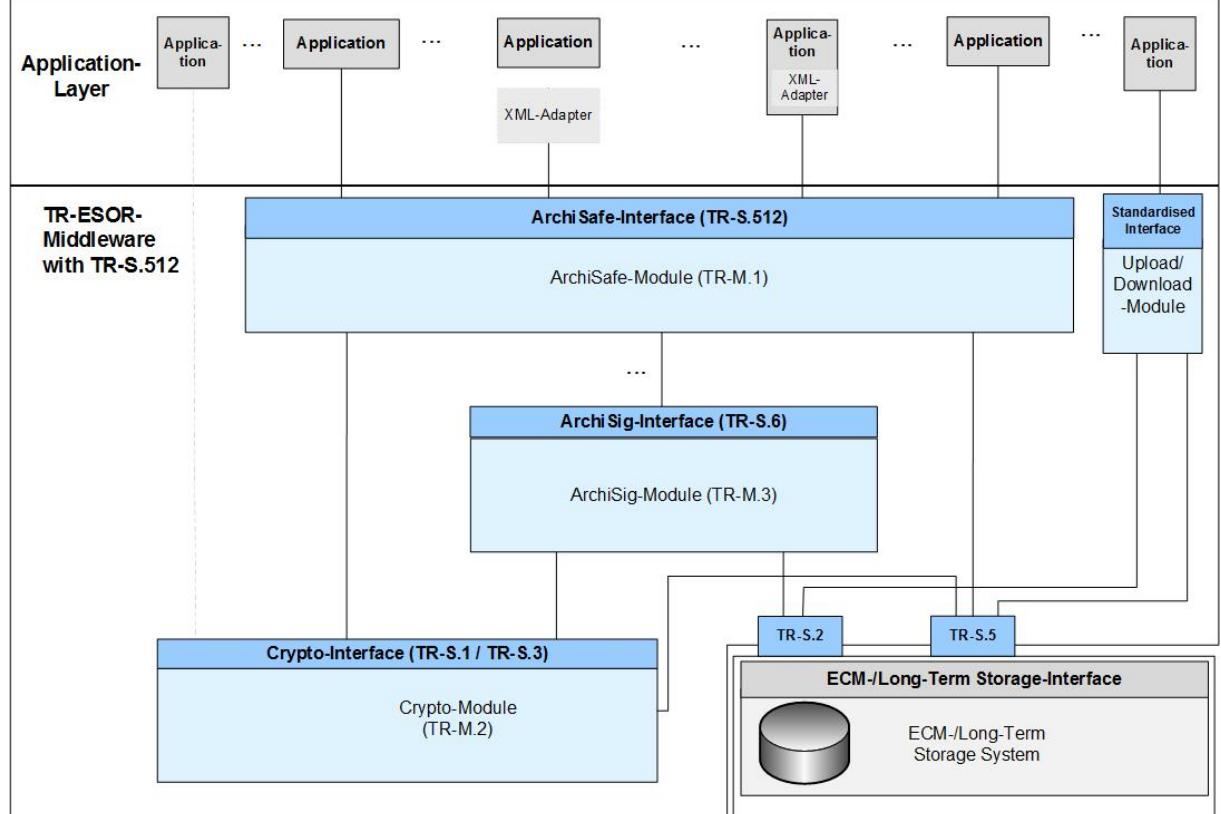 Application-
Layer
Applica-
tion
...
Application
...
Application
XML-Adapter
...
Applica-
tion
XML-
Adapter
...
Application
...
Applica-
tion
TR-ESOR-
Middleware
with TR-S.512
ArchiSafe-Interface (TR-S.512)
ArchiSafe-Module (TR-M.1)
Standardised
Interface
Upload/
Download
-Module
...
ArchiSig-Interface (TR-S.6)
ArchiSig-Module (TR-M.3)
TR-S.2
TR-S.5
Crypto-Interface (TR-S.1 / TR-S.3)
Crypto-Module
(TR-M.2)
ECM-/Long-Term Storage-Interface
ECM-/Long-Term
Storage System